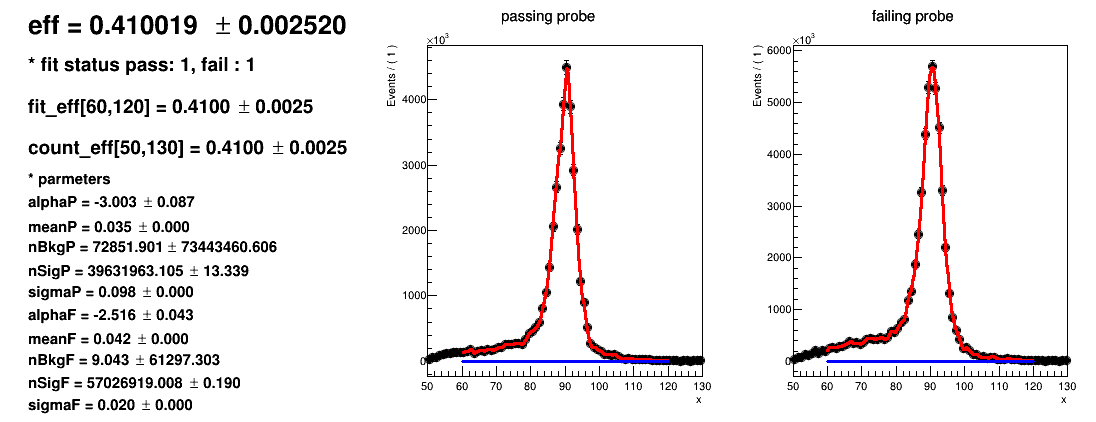 eff = 0.410019 ± 0.002520
* fit status pass: 1, fail : 1
fit_eff[60,120] = 0.4100 ± 0.0025
count_eff[50,130] = 0.4100 ± 0.0025
* parmeters
alphaP = -3.003 ± 0.087
meanP = 0.035 ± 0.000
nBkgP = 72851.901 ± 73443460.606
nSigP = 39631963.105 ± 13.339
sigmaP = 0.098 ± 0.000
alphaF = -2.516 ± 0.043
meanF = 0.042 ± 0.000
nBkgF = 9.043 ± 61297.303
nSigF = 57026919.008 ± 0.190
sigmaF = 0.020 ± 0.000
passing probe
×10³
Events / ( 1 )
4000
3000
2000
1000
0
50 60 70 80 90 100 110 120 130
x
failing probe
×10³
Events / ( 1 )
6000
5000
4000
3000
2000
1000
0
50 60 70 80 90 100 110 120 130
x